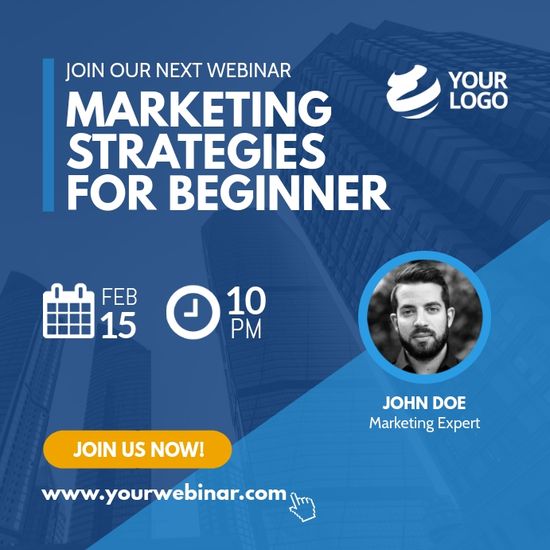 JOIN OUR NEXT WEBINAR
MARKETING
STRATEGIES
FOR BEGINNER
YOUR
LOGO
FEB
15
10
PM
JOHN DOE
Marketing Expert
JOIN US NOW!
www.yourwebinar.com